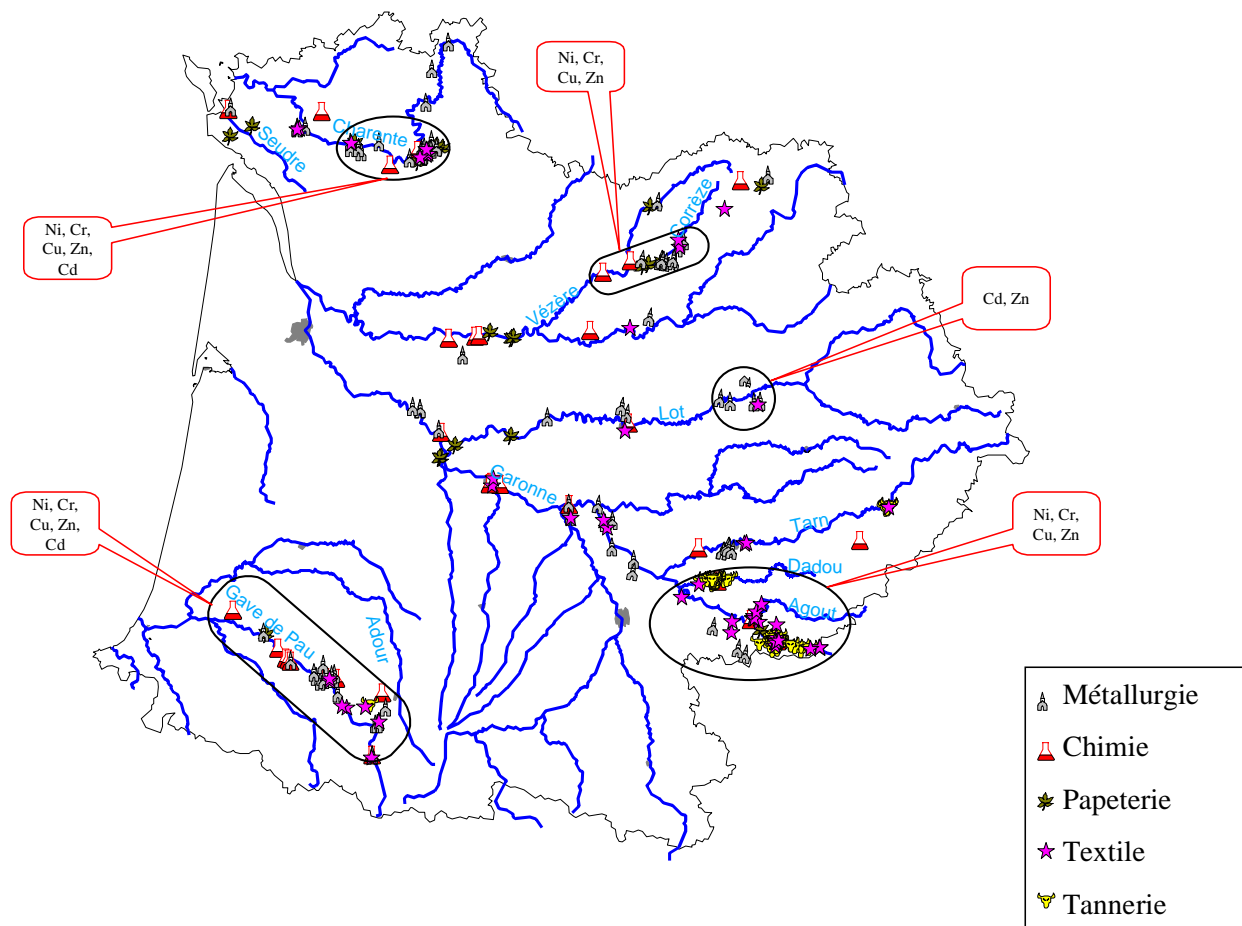 Ni, Cr,
Cu, Zn
Charente
Seudre
Corrèze
Ni, Cr,
Cu, Zn,
Cd
Vézère
Cd, Zn
Lot
Garonne
Ni, Cr,
Cu, Zn,
Cd
Tarn
Ni, Cr,
Cu, Zn
Dadou
Agout
Gave de Pau
Adour
Métallurgie
Chimie
Papeterie
Textile
Tannerie